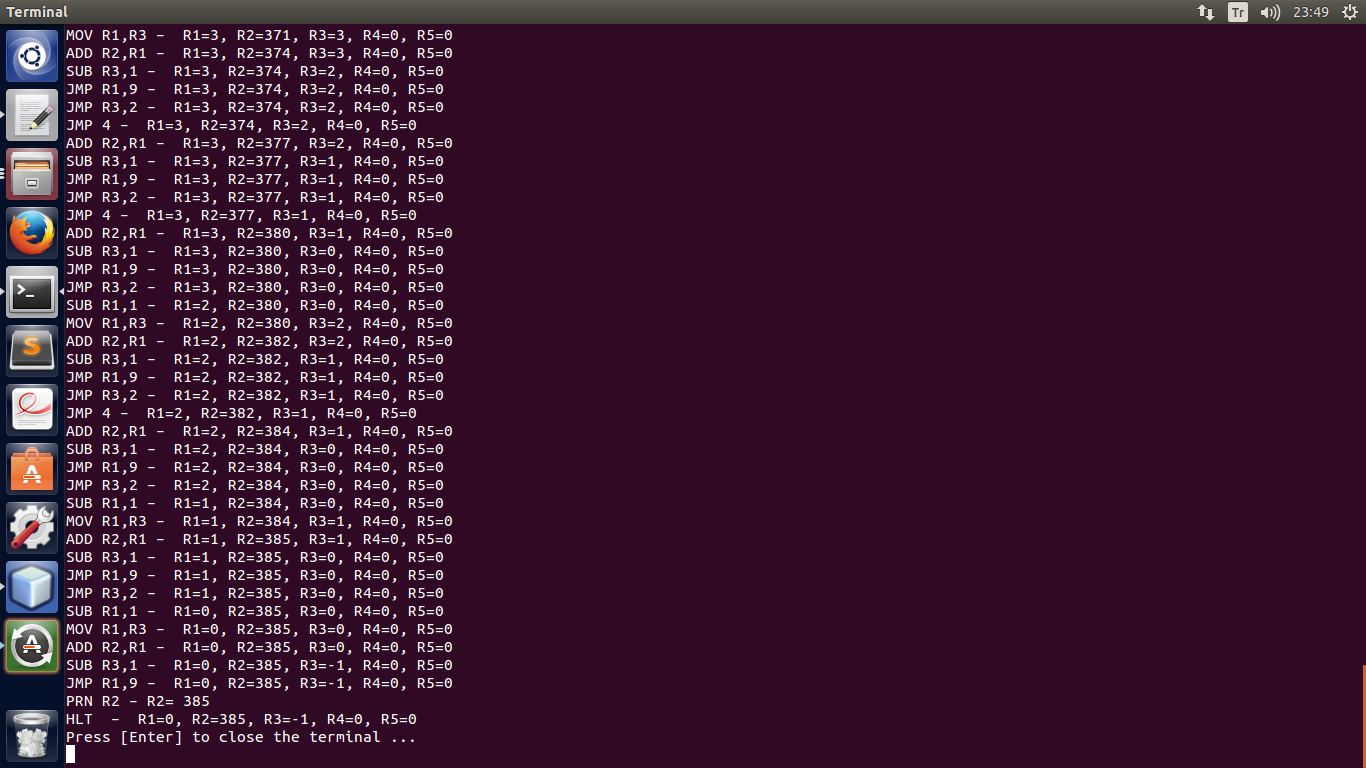 Terminal
Tr
23:49
MOV R1,R3 -  R1=3, R2=371, R3=3, R4=0, R5=0
ADD R2,R1 -  R1=3, R2=374, R3=3, R4=0, R5=0
SUB R3,1 -  R1=3, R2=374, R3=2, R4=0, R5=0
JMP R1,9 -  R1=3, R2=374, R3=2, R4=0, R5=0
JMP R3,2 -  R1=3, R2=374, R3=2, R4=0, R5=0
JMP 4 -  R1=3, R2=374, R3=2, R4=0, R5=0
ADD R2,R1 -  R1=3, R2=377, R3=2, R4=0, R5=0
SUB R3,1 -  R1=3, R2=377, R3=1, R4=0, R5=0
JMP R1,9 -  R1=3, R2=377, R3=1, R4=0, R5=0
JMP R3,2 -  R1=3, R2=377, R3=1, R4=0, R5=0
JMP 4 -  R1=3, R2=377, R3=1, R4=0, R5=0
ADD R2,R1 -  R1=3, R2=380, R3=1, R4=0, R5=0
SUB R3,1 -  R1=3, R2=380, R3=0, R4=0, R5=0
JMP R1,9 -  R1=3, R2=380, R3=0, R4=0, R5=0
JMP R3,2 -  R1=3, R2=380, R3=0, R4=0, R5=0
SUB R1,1 -  R1=2, R2=380, R3=0, R4=0, R5=0
MOV R1,R3 -  R1=2, R2=380, R3=2, R4=0, R5=0
ADD R2,R1 -  R1=2, R2=382, R3=2, R4=0, R5=0
SUB R3,1 -  R1=2, R2=382, R3=1, R4=0, R5=0
JMP R1,9 -  R1=2, R2=382, R3=1, R4=0, R5=0
JMP R3,2 -  R1=2, R2=382, R3=1, R4=0, R5=0
JMP 4 -  R1=2, R2=382, R3=1, R4=0, R5=0
ADD R2,R1 -  R1=2, R2=384, R3=1, R4=0, R5=0
SUB R3,1 -  R1=2, R2=384, R3=0, R4=0, R5=0
JMP R1,9 -  R1=2, R2=384, R3=0, R4=0, R5=0
JMP R3,2 -  R1=2, R2=384, R3=0, R4=0, R5=0
SUB R1,1 -  R1=1, R2=384, R3=0, R4=0, R5=0
MOV R1,R3 -  R1=1, R2=384, R3=1, R4=0, R5=0
ADD R2,R1 -  R1=1, R2=385, R3=1, R4=0, R5=0
SUB R3,1 -  R1=1, R2=385, R3=0, R4=0, R5=0
JMP R1,9 -  R1=1, R2=385, R3=0, R4=0, R5=0
JMP R3,2 -  R1=1, R2=385, R3=0, R4=0, R5=0
SUB R1,1 -  R1=0, R2=385, R3=0, R4=0, R5=0
MOV R1,R3 -  R1=0, R2=385, R3=0, R4=0, R5=0
ADD R2,R1 -  R1=0, R2=385, R3=0, R4=0, R5=0
SUB R3,1 -  R1=0, R2=385, R3=-1, R4=0, R5=0
JMP R1,9 -  R1=0, R2=385, R3=-1, R4=0, R5=0
PRN R2 - R2= 385
HLT  -  R1=0, R2=385, R3=-1, R4=0, R5=0
Press [Enter] to close the terminal ...